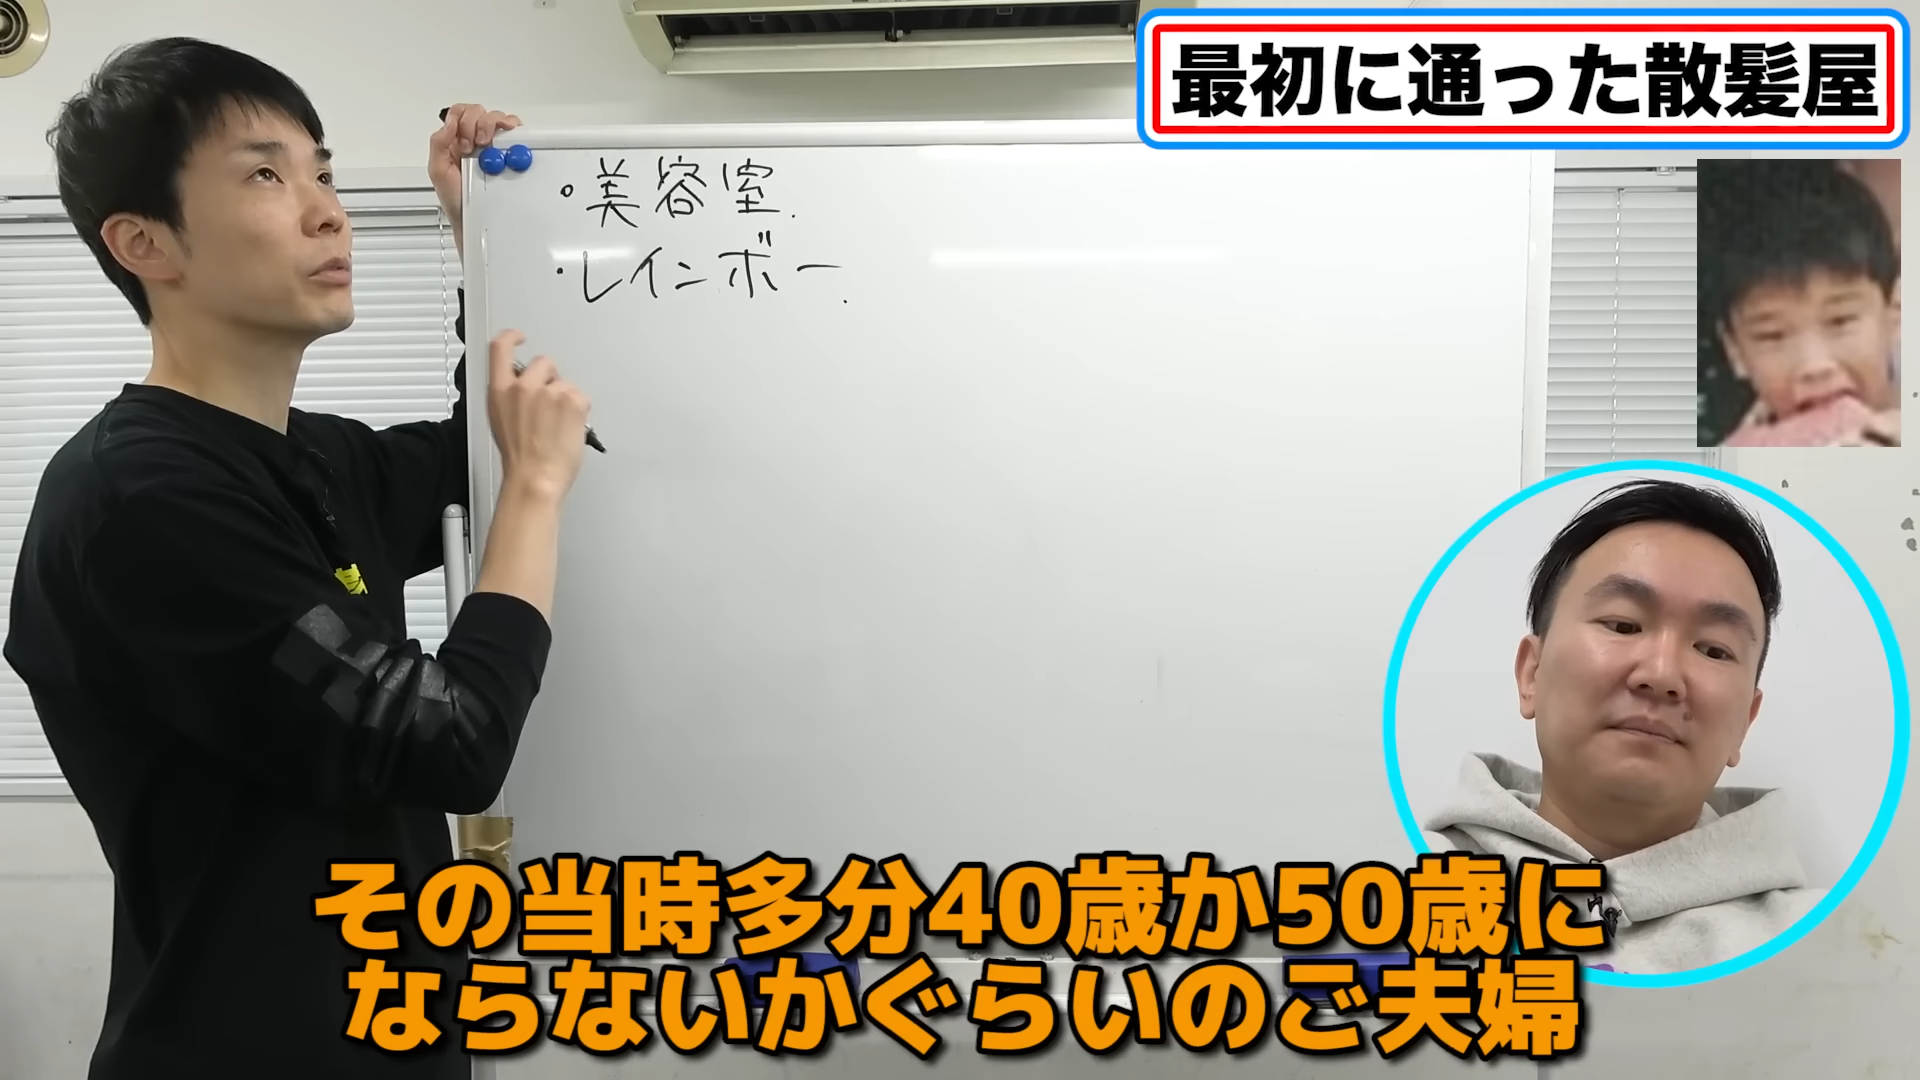 最初に通った散髪屋
・美容室.
・レインボー.
その当時多分40歳か50歳に
ならないかぐらいのご夫婦